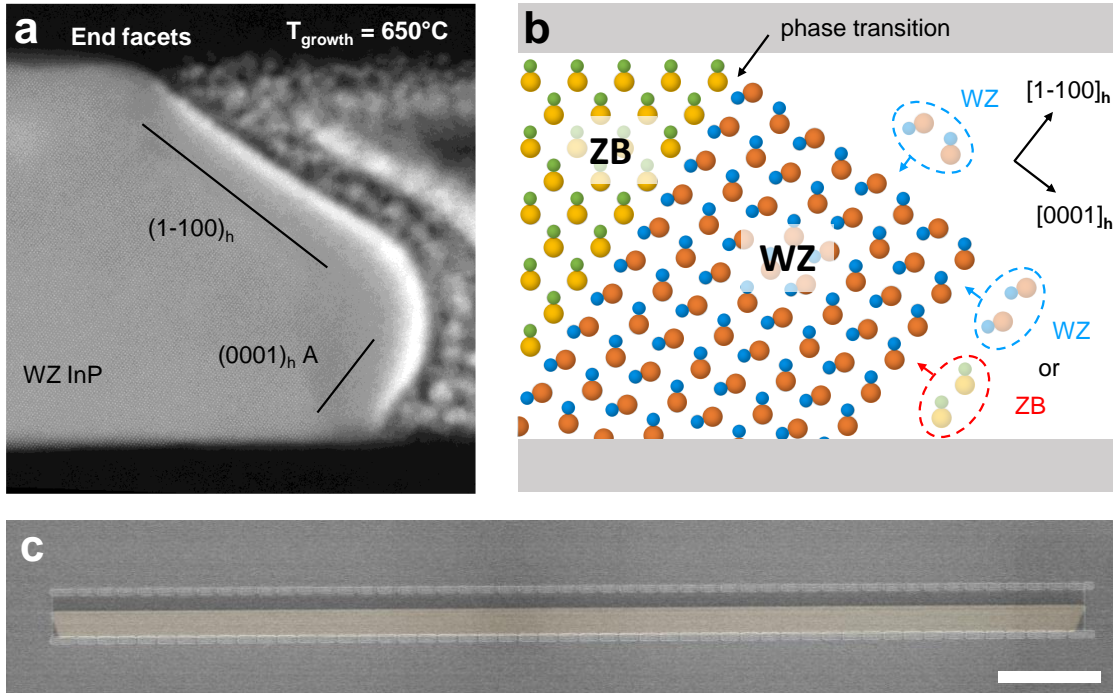 a
End facets
T_growth = 650°C
(1-100)_h
(0001)_h A
WZ InP
b
phase transition
ZB
WZ
WZ
[1-100]_h
[0001]_h
WZ
or
ZB
c